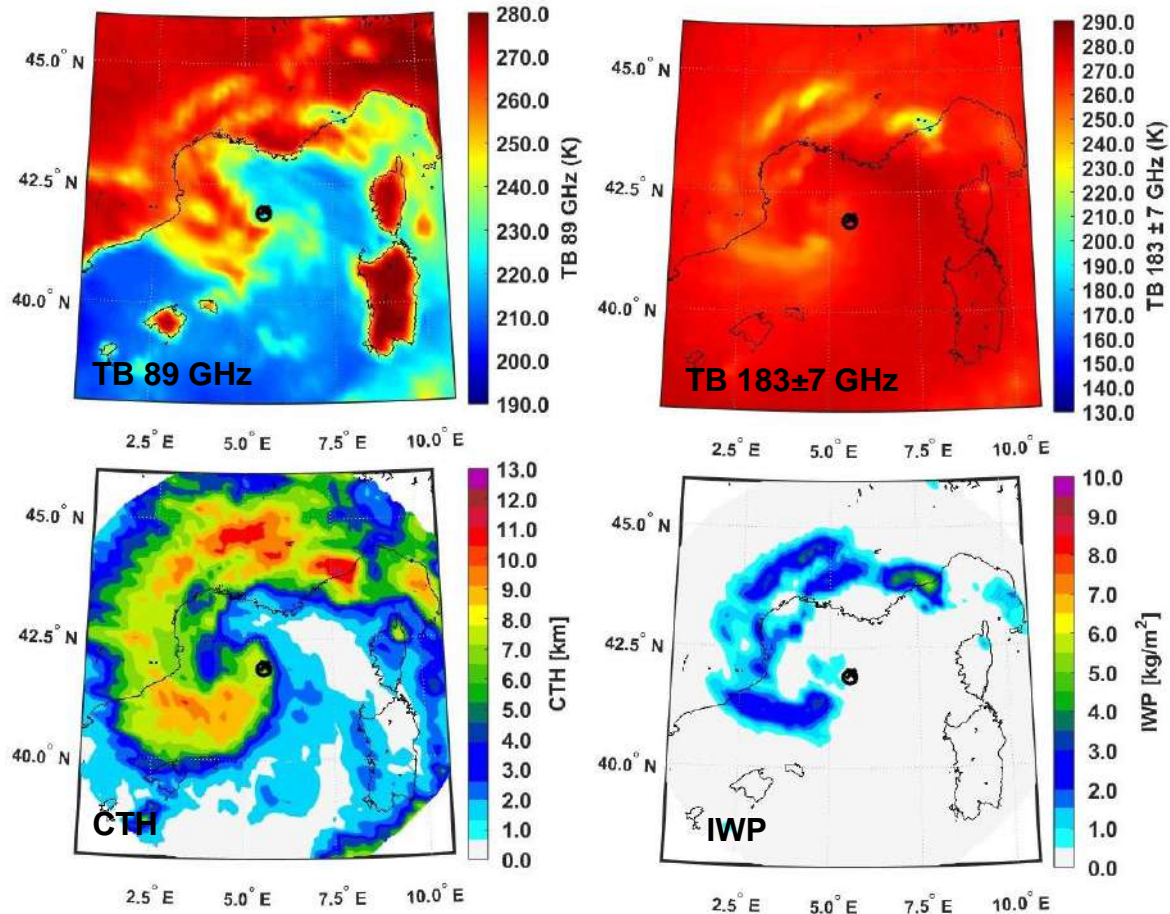 45.0° N
42.5° N
40.0° N
2.5° E 5.0° E 7.5° E 10.0° E
TB 89 GHz
280.0
270.0
260.0
250.0
240.0
230.0
220.0
210.0
200.0
190.0
TB 89 GHz (K)
45.0° N
42.5° N
40.0° N
2.5° E 5.0° E 7.5° E 10.0° E
TB 183±7 GHz
290.0
280.0
270.0
260.0
250.0
240.0
230.0
220.0
210.0
200.0
190.0
180.0
170.0
160.0
150.0
140.0
130.0
TB 183 ± 7 GHz (K)
45.0° N
42.5° N
40.0° N
2.5° E 5.0° E 7.5° E 10.0° E
CTH
13.0
12.0
11.0
10.0
9.0
8.0
7.0
6.0
5.0
4.0
3.0
2.0
1.0
0.0
CTH [km]
45.0° N
42.5° N
40.0° N
2.5° E 5.0° E 7.5° E 10.0° E
IWP
10.0
9.0
8.0
7.0
6.0
5.0
4.0
3.0
2.0
1.0
0.0
IWP [kg/m²]